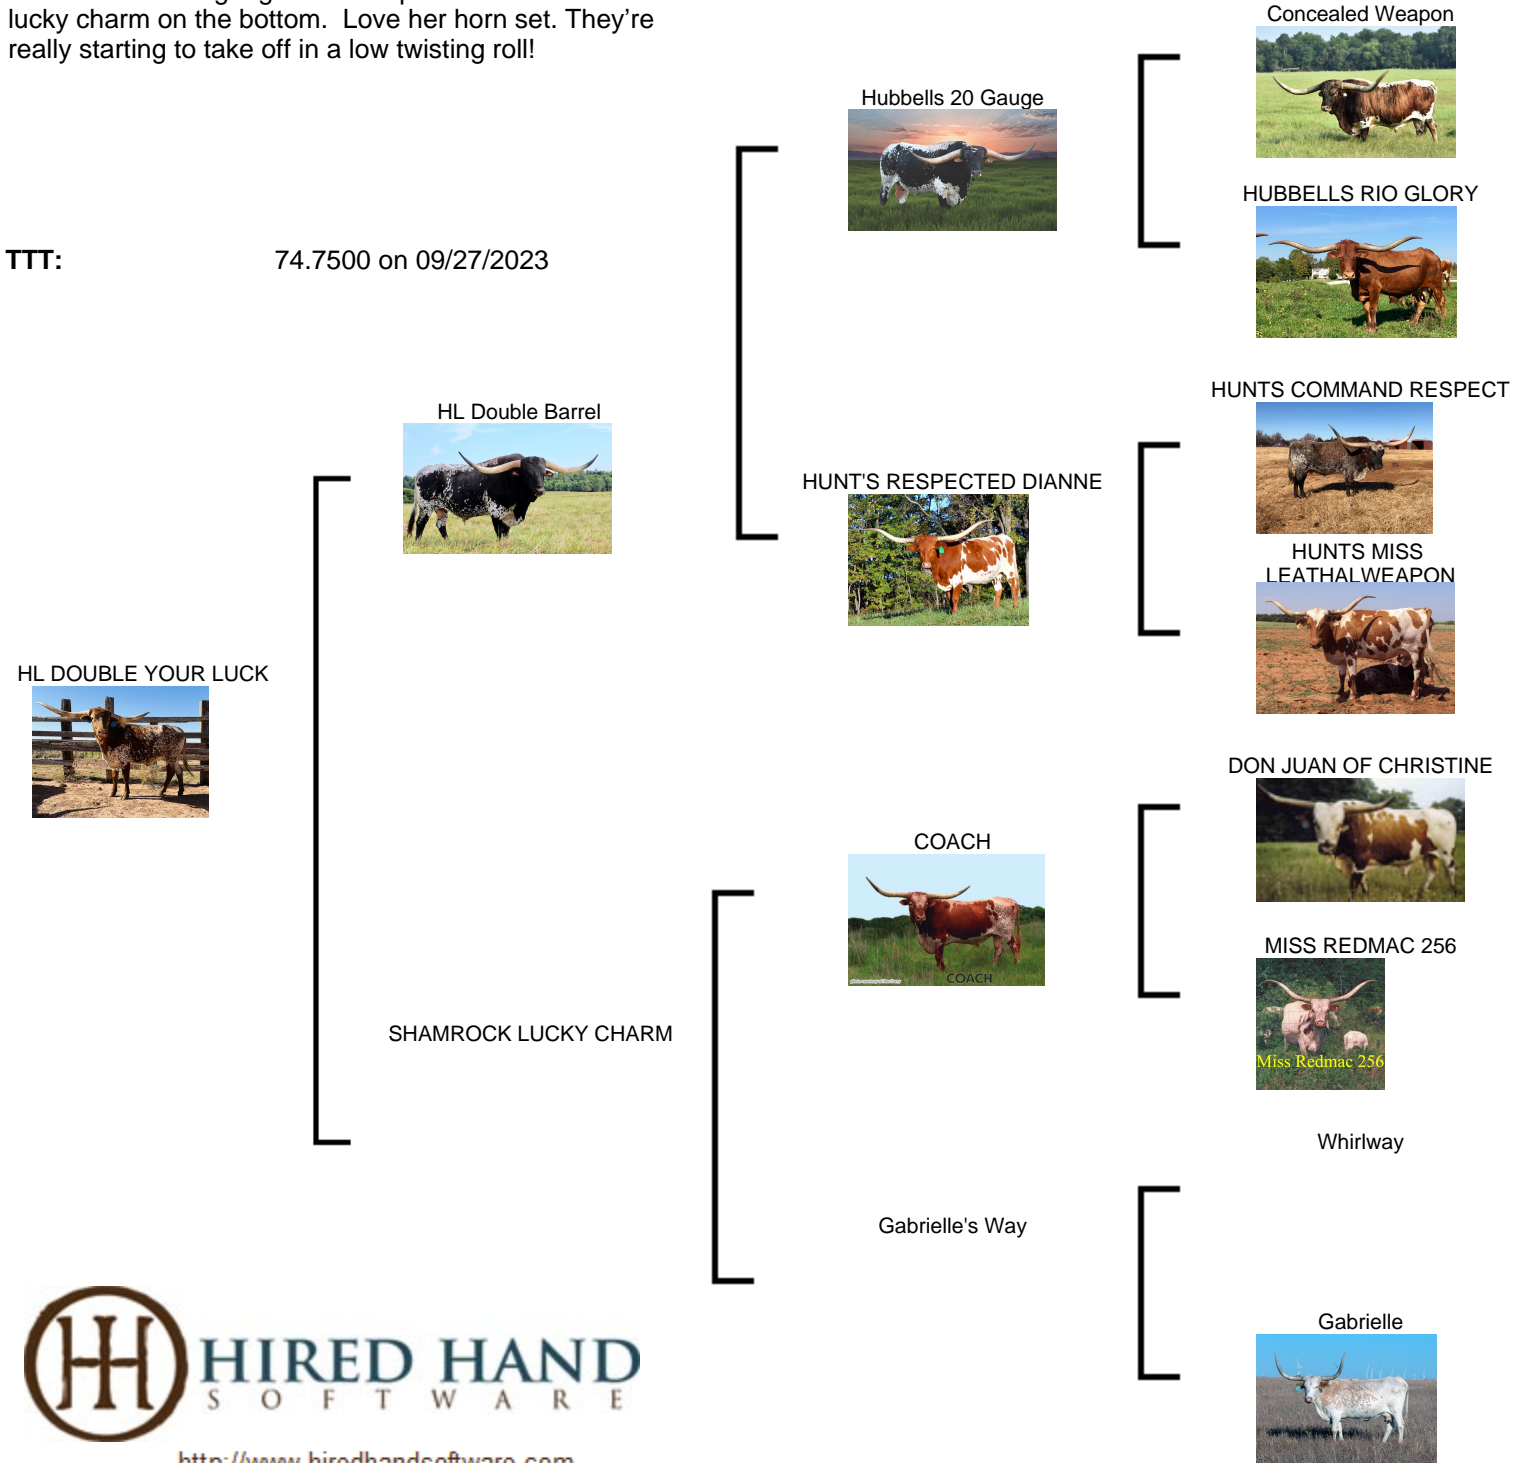 lucky charm on the bottom.  Love her horn set. They're
really starting to take off in a low twisting roll!
TTT: 74.7500 on 09/27/2023
Concealed Weapon
Hubbells 20 Gauge
HUBBELLS RIO GLORY
HUNTS COMMAND RESPECT
HL Double Barrel
HUNT'S RESPECTED DIANNE
HUNTS MISS
LEATHALWEAPON
HL DOUBLE YOUR LUCK
DON JUAN OF CHRISTINE
COACH
COACH
MISS REDMAC 256
Miss Redmac 256
SHAMROCK LUCKY CHARM
Whirlway
Gabrielle's Way
Gabrielle
HIRED HAND
SOFTWARE
http://www.hiredhandsoftware.com